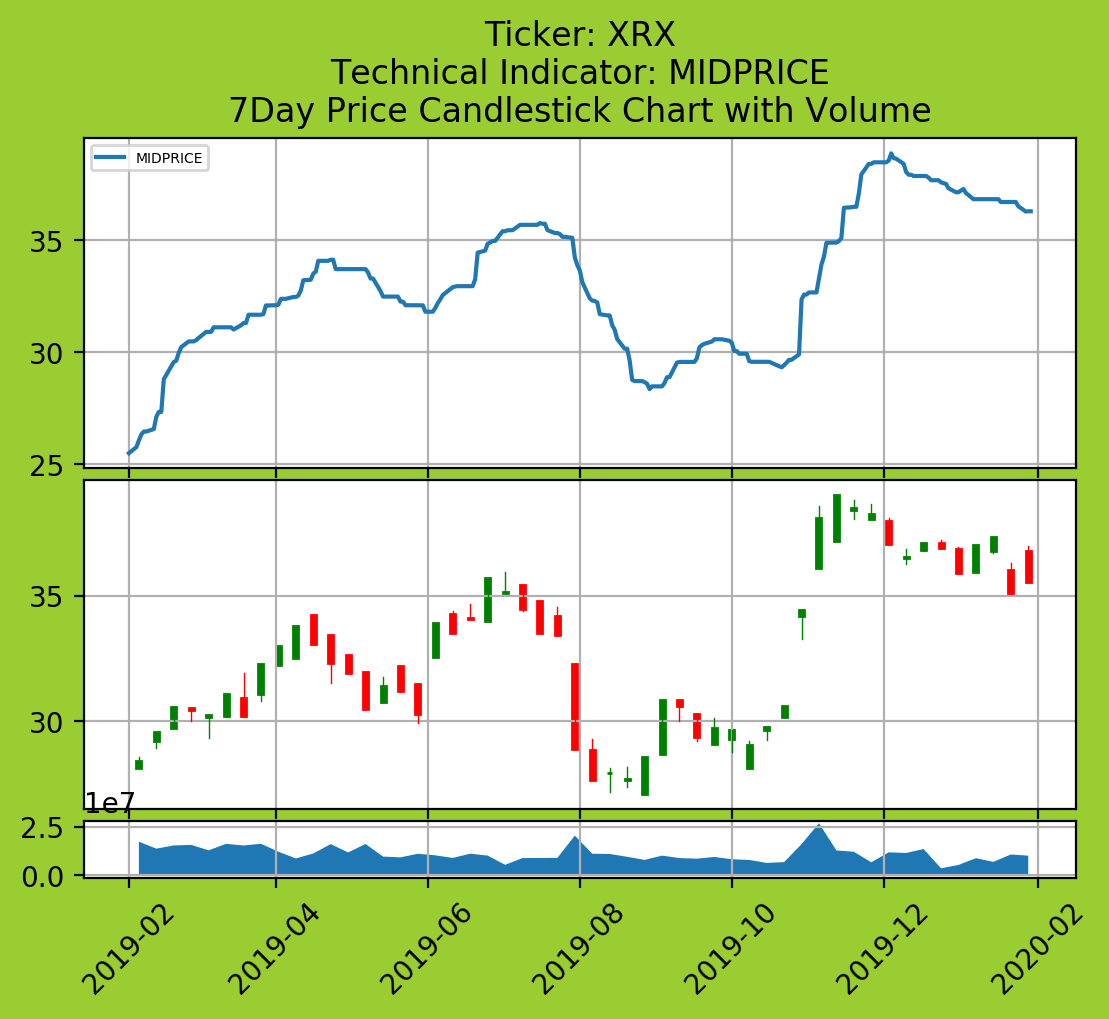 Ticker: XRX
Technical Indicator: MIDPRICE
7Day Price Candlestick Chart with Volume
MIDPRICE
35
30
25
35
30
1e7
2.5
0.0
2019-02
2019-04
2019-06
2019-08
2019-10
2019-12
2020-02